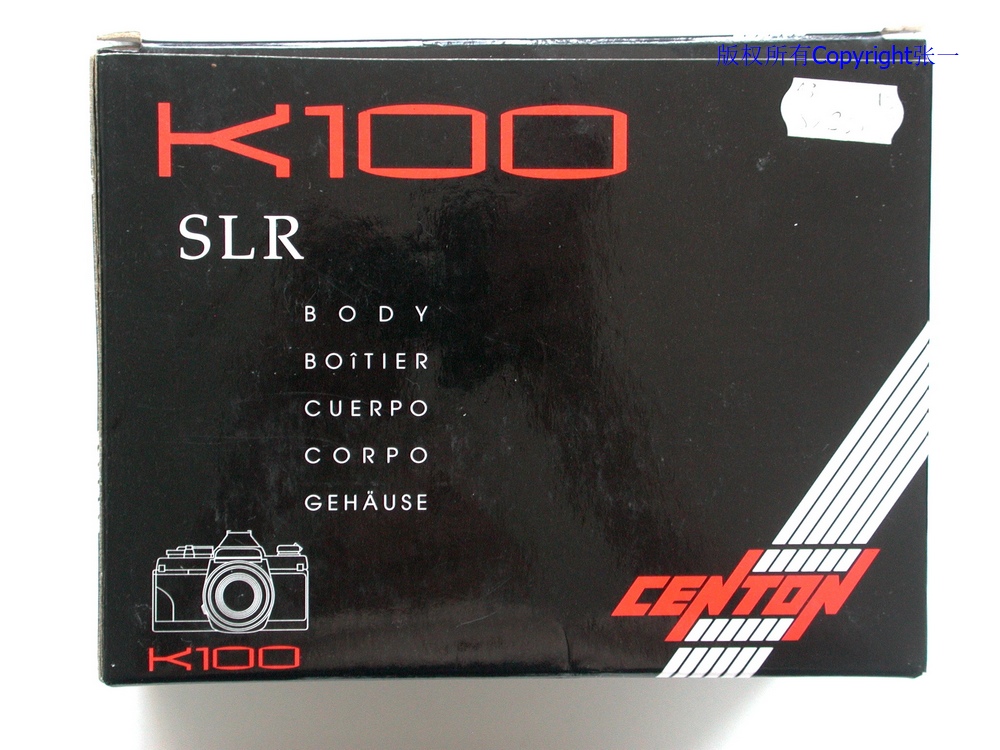 版权所有Copyright张一
K100
SLR
BODY
BOîTIER
CUERPO
CORPO
GEHÄUSE
CENTON
K100